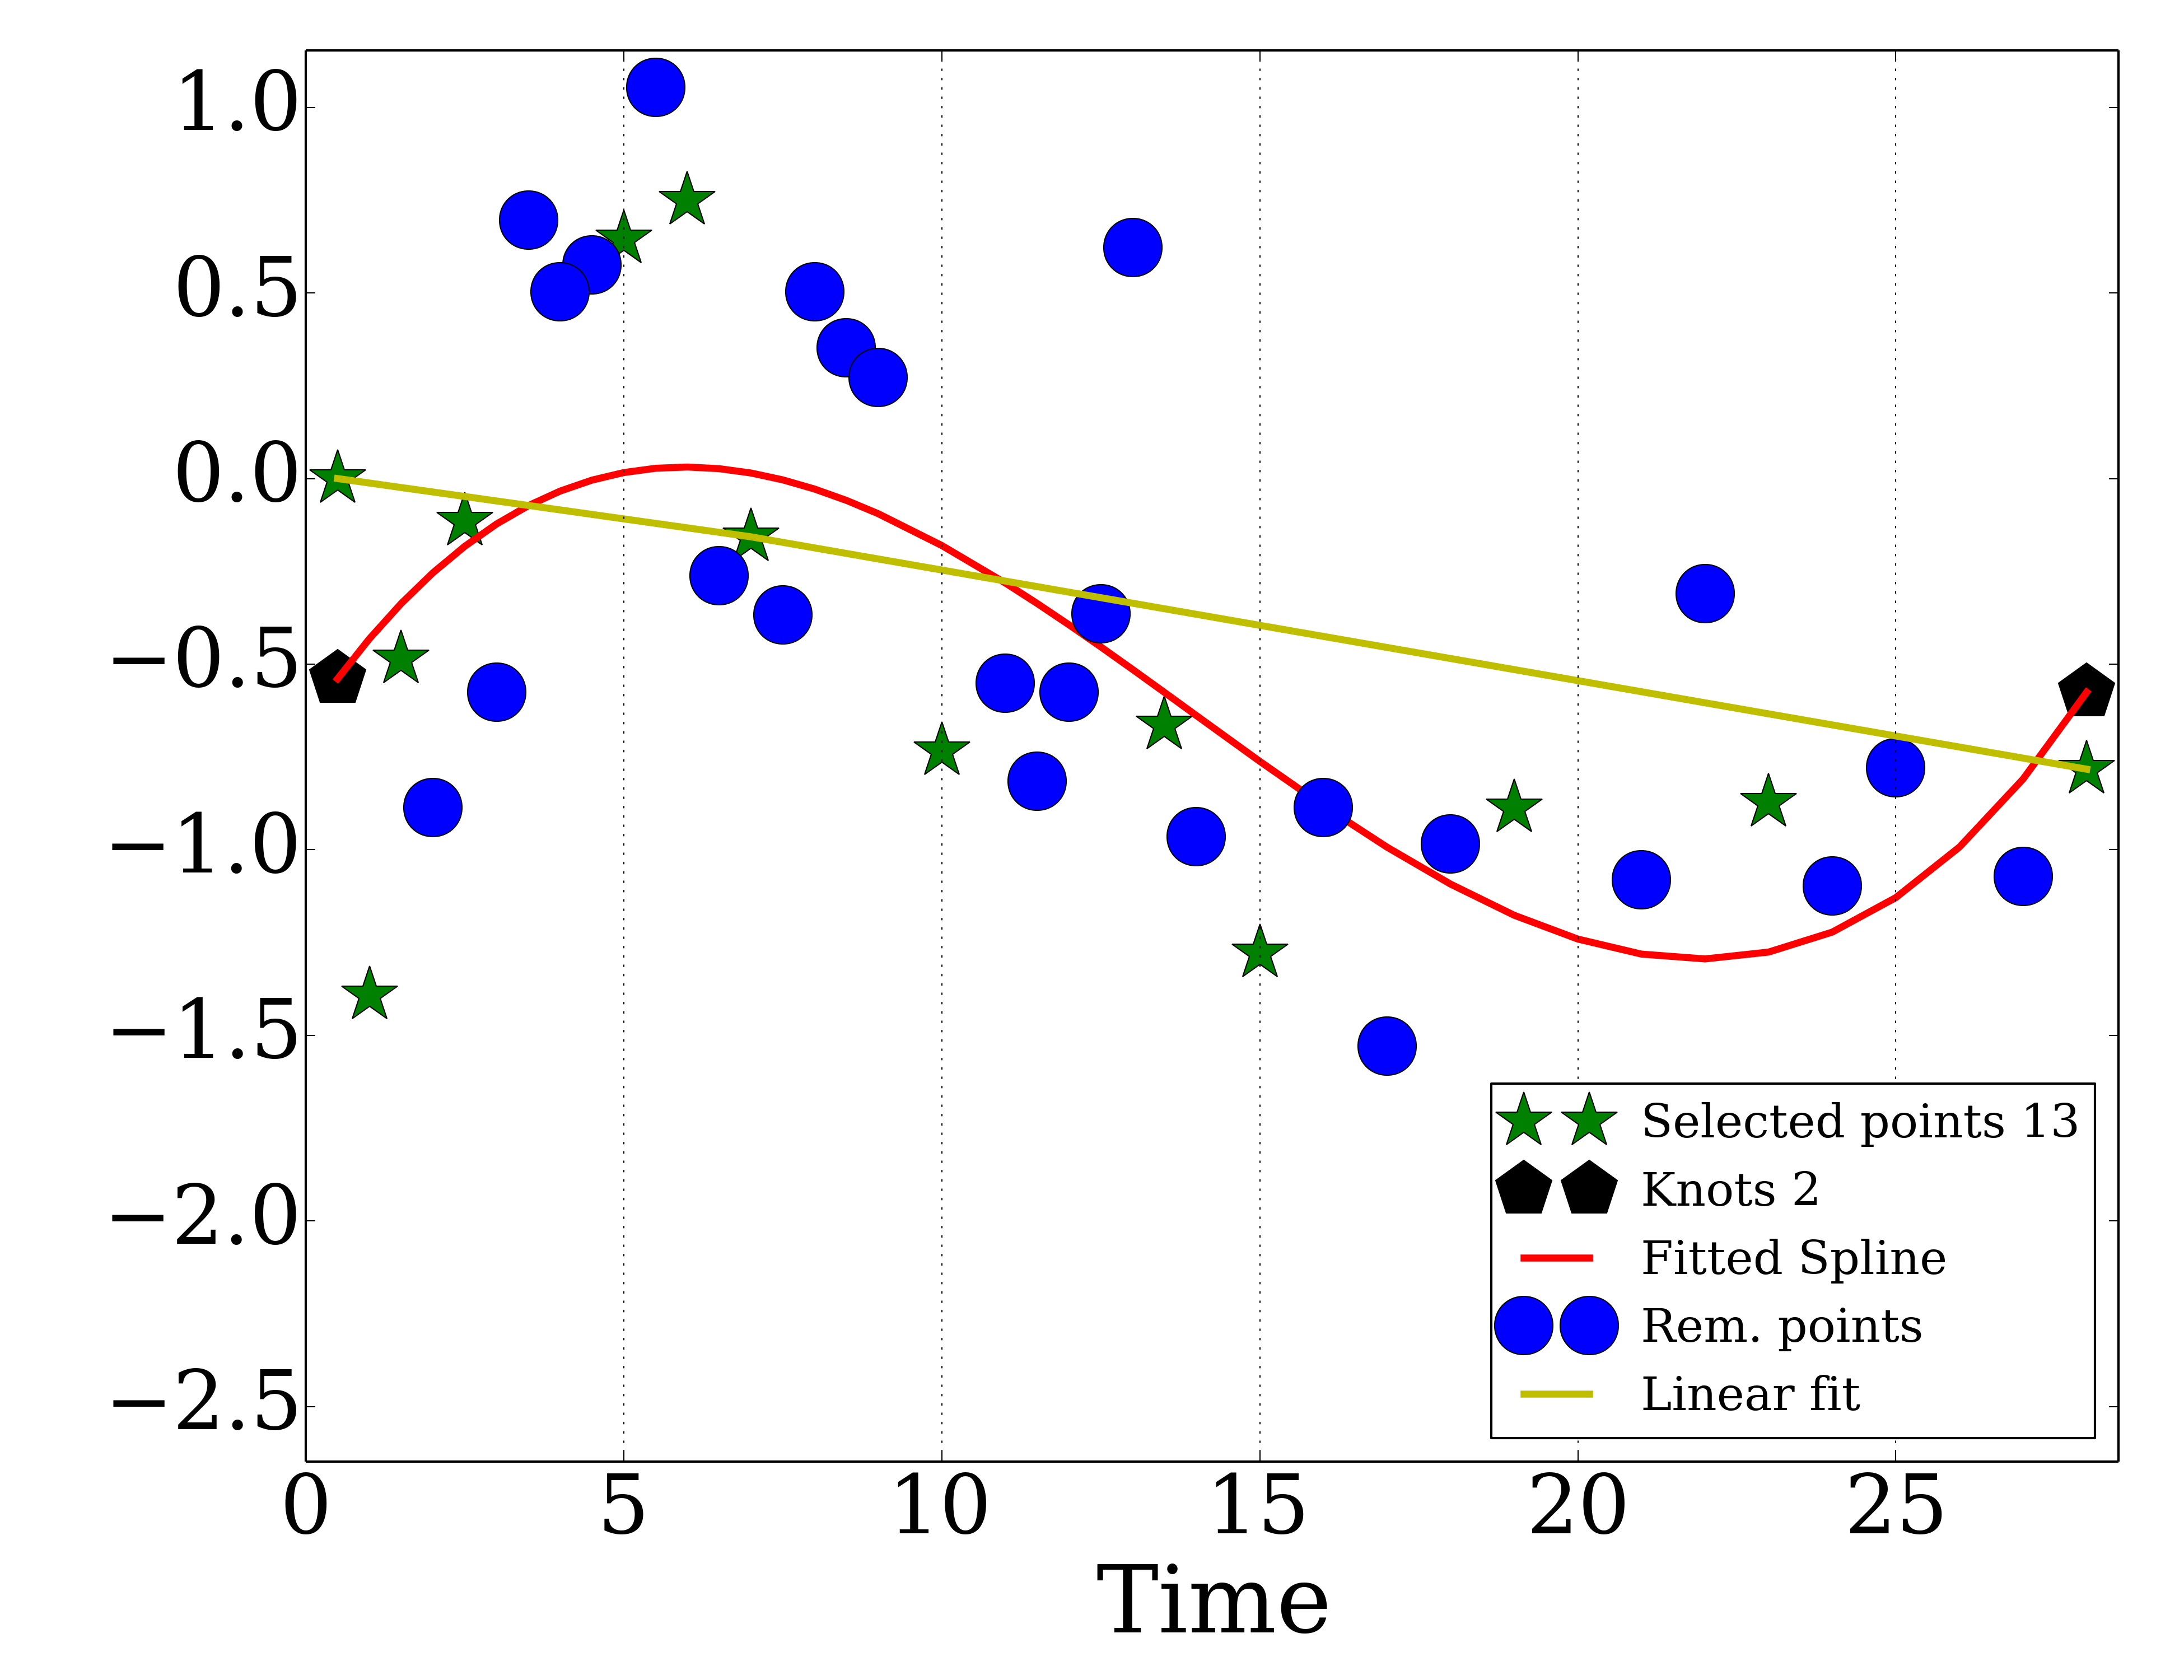 1.0
0.5
0.0
−0.5
−1.0
−1.5
−2.0
−2.5
Selected points 13
Knots 2
Fitted Spline
Rem. points
Linear fit
0 5 10 15 20 25
Time